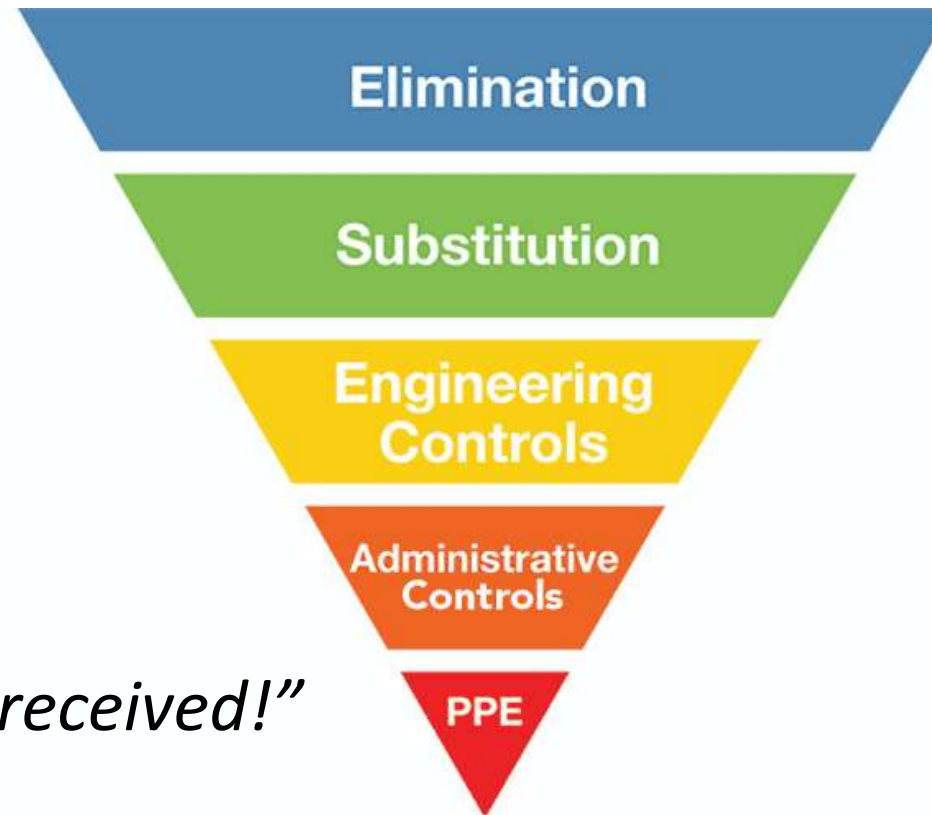 Elimination
Substitution
Engineering
Controls
Administrative
Controls
received!”
PPE